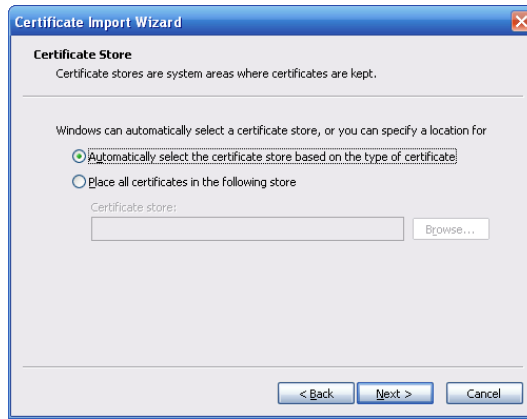 Certificate Import Wizard
Certificate Store
Certificate stores are system areas where certificates are kept.
Windows can automatically select a certificate store, or you can specify a location for
Automatically select the certificate store based on the type of certificate
Place all certificates in the following store
Certificate store:
Browse...
< Back
Next >
Cancel